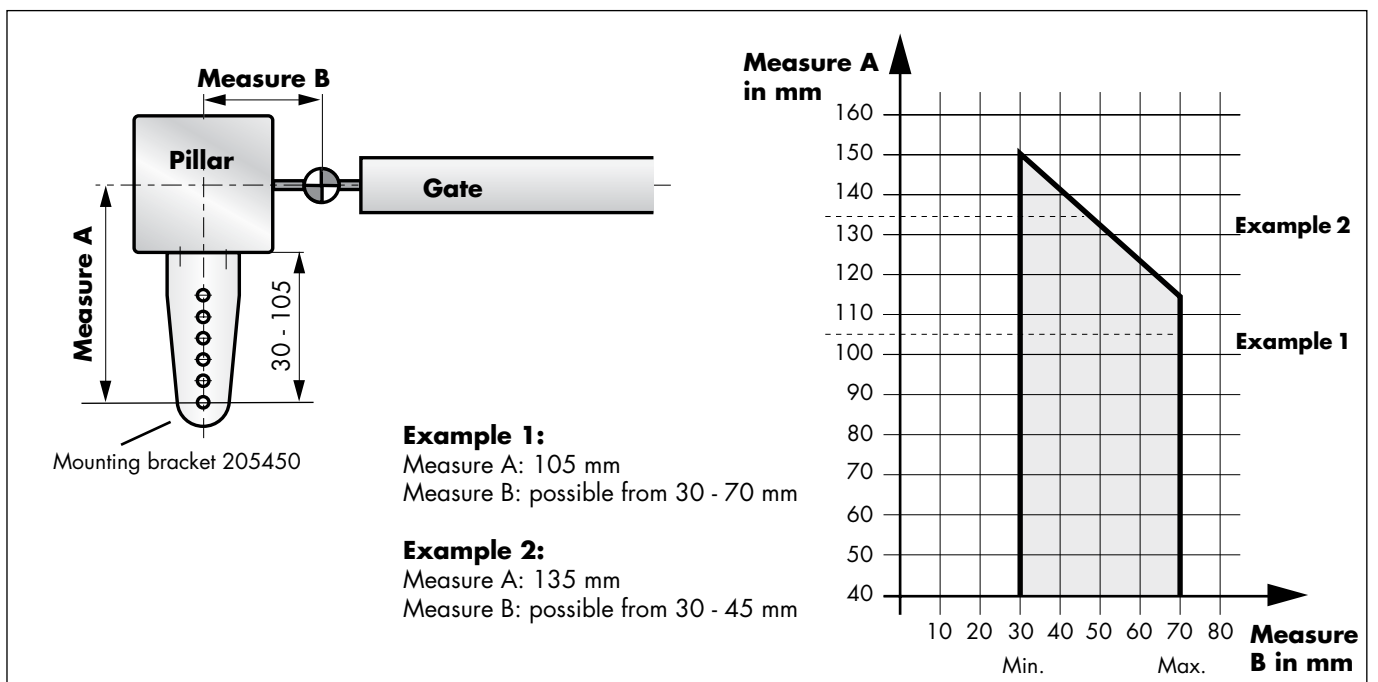 Measure B
Pillar
Gate
Measure A
30 - 105
Mounting bracket 205450
Example 1:
Measure A: 105 mm
Measure B: possible from 30 - 70 mm
Example 2:
Measure A: 135 mm
Measure B: possible from 30 - 45 mm
Measure A
in mm
160
150
140
130
120
110
100
90
80
70
60
50
40
Example 2
Example 1
10 20 30 40 50 60 70 80
Min. Max.
Measure
B in mm